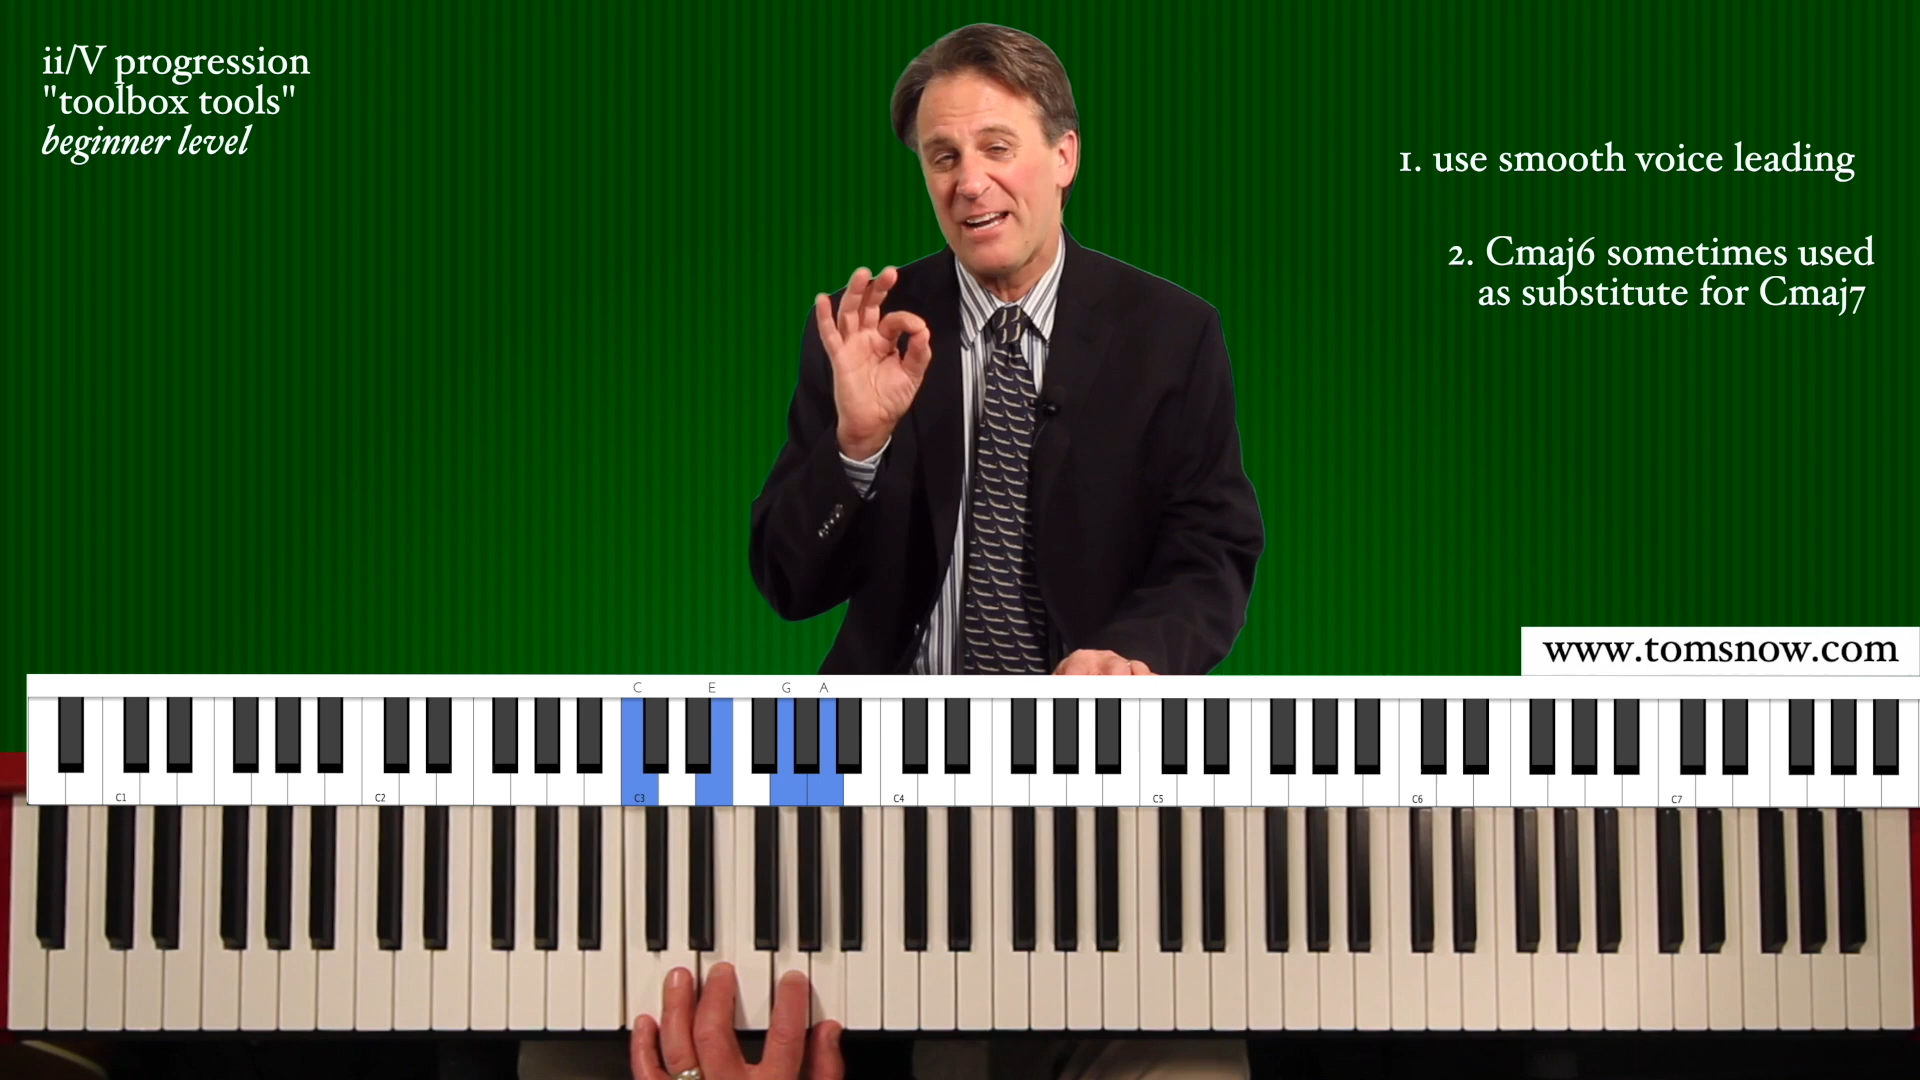 ii/V progression
"toolbox tools"
beginner level
1. use smooth voice leading
2. Cmaj6 sometimes used
as substitute for Cmaj7
www.tomsnow.com
C E G A
C1 C2 C3 C4 C5 C6 C7